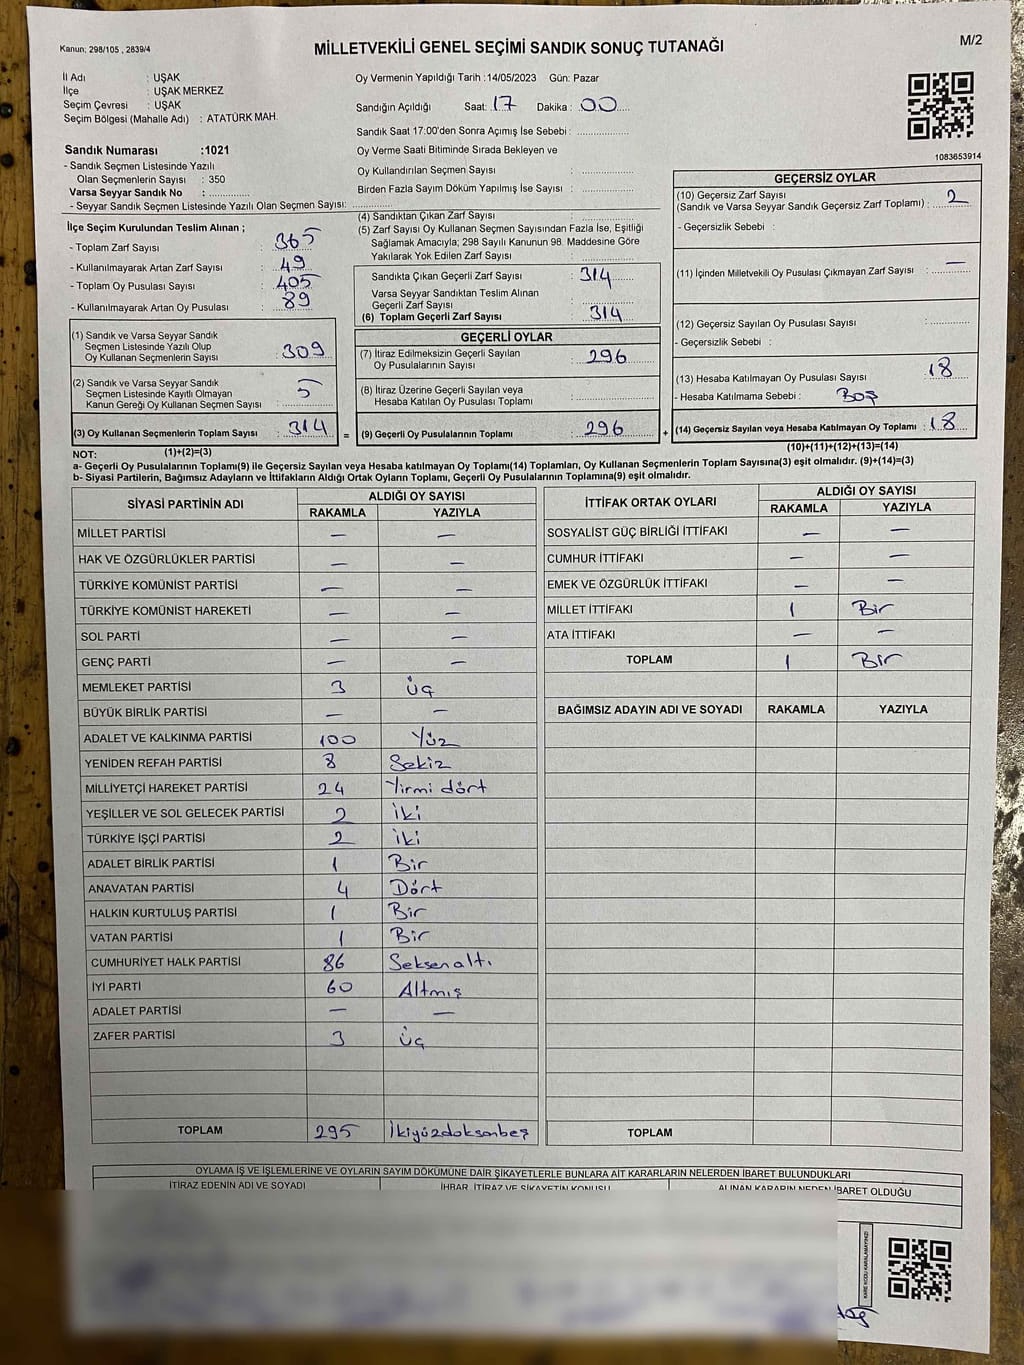 Kanun: 298/105 , 2839/4
MİLLETVEKİLİ GENEL SEÇİMİ SANDIK SONUÇ TUTANAĞI
M/2
İl Adı : UŞAK
İlçe : UŞAK MERKEZ
Seçim Çevresi : UŞAK
Seçim Bölgesi (Mahalle Adı) : ATATÜRK MAH.
Sandık Numarası :1021
- Sandık Seçmen Listesinde Yazılı
Olan Seçmenlerin Sayısı : 350
Varsa Seyyar Sandık No : ............
- Seyyar Sandık Seçmen Listesinde Yazılı Olan Seçmen Sayısı: ............
Oy Vermenin Yapıldığı Tarih :14/05/2023 Gün: Pazar
Sandığın Açıldığı Saat: 17 Dakika : 00
Sandık Saat 17:00'den Sonra Açımış İse Sebebi : ............
Oy Verme Saati Bitiminde Sırada Bekleyen ve
Oy Kullandırılan Seçmen Sayısı : ............
Birden Fazla Sayım Döküm Yapılmış İse Sayısı : ............
1083653914
İlçe Seçim Kurulundan Teslim Alınan ;
- Toplam Zarf Sayısı : 365
- Kullanılmayarak Artan Zarf Sayısı : 49
- Toplam Oy Pusulası Sayısı : 405
- Kullanılmayarak Artan Oy Pusulası : 89
(1) Sandık ve Varsa Seyyar Sandık
Seçmen Listesinde Yazılı Olup
Oy Kullanan Seçmenlerin Sayısı : 309
(2) Sandık ve Varsa Seyyar Sandık
Seçmen Listesinde Kayıtlı Olmayan
Kanun Gereği Oy Kullanan Seçmen Sayısı : 5
(3) Oy Kullanan Seçmenlerin Toplam Sayısı : 314
(1)+(2)=(3)
(4) Sandıktan Çıkan Zarf Sayısı : ............
(5) Zarf Sayısı Oy Kullanan Seçmen Sayısından Fazla İse, Eşitliği
Sağlamak Amacıyla; 298 Sayılı Kanunun 98. Maddesine Göre
Yakılarak Yok Edilen Zarf Sayısı : ............
Sandıkta Çıkan Geçerli Zarf Sayısı : 314
Varsa Seyyar Sandıktan Teslim Alınan
Geçerli Zarf Sayısı : ............
(6) Toplam Geçerli Zarf Sayısı : 314
GEÇERLİ OYLAR
(7) İtiraz Edilmeksizin Geçerli Sayılan
Oy Pusulalarının Sayısı : 296
(8) İtiraz Üzerine Geçerli Sayılan veya
Hesaba Katılan Oy Pusulası Toplamı : ............
= (9) Geçerli Oy Pusulalarının Toplamı : 296 +
GEÇERSİZ OYLAR
(10) Geçersiz Zarf Sayısı
(Sandık ve Varsa Seyyar Sandık Geçersiz Zarf Toplamı) : 2
- Geçersizlik Sebebi :
(11) İçinden Milletvekili Oy Pusulası Çıkmayan Zarf Sayısı : —
(12) Geçersiz Sayılan Oy Pusulası Sayısı : ............
- Geçersizlik Sebebi :
(13) Hesaba Katılmayan Oy Pusulası Sayısı : 18
- Hesaba Katılmama Sebebi : Boş
(14) Geçersiz Sayılan veya Hesaba Katılmayan Oy Toplamı : 18
(10)+(11)+(12)+(13)=(14)
NOT:
a- Geçerli Oy Pusulalarının Toplamı(9) ile Geçersiz Sayılan veya Hesaba katılmayan Oy Toplamı(14) Toplamları, Oy Kullanan Seçmenlerin Toplam Sayısına(3) eşit olmalıdır. (9)+(14)=(3)
b- Siyasi Partilerin, Bağımsız Adayların ve İttifakların Aldığı Ortak Oyların Toplamı, Geçerli Oy Pusulalarının Toplamına(9) eşit olmalıdır.
SİYASİ PARTİNİN ADI ALDIĞI OY SAYISI
RAKAMLA YAZIYLA
MİLLET PARTİSİ — —
HAK VE ÖZGÜRLÜKLER PARTİSİ — —
TÜRKİYE KOMÜNİST PARTİSİ — —
TÜRKİYE KOMÜNİST HAREKETİ — —
SOL PARTİ — —
GENÇ PARTİ — —
MEMLEKET PARTİSİ 3 üç
BÜYÜK BİRLİK PARTİSİ — —
ADALET VE KALKINMA PARTİSİ 100 Yüz
YENİDEN REFAH PARTİSİ 8 Sekiz
MİLLİYETÇİ HAREKET PARTİSİ 24 Yirmi dört
YEŞİLLER VE SOL GELECEK PARTİSİ 2 iki
TÜRKİYE İŞÇİ PARTİSİ 2 iki
ADALET BİRLİK PARTİSİ 1 Bir
ANAVATAN PARTİSİ 4 Dört
HALKIN KURTULUŞ PARTİSİ 1 Bir
VATAN PARTİSİ 1 Bir
CUMHURİYET HALK PARTİSİ 86 Seksenaltı
İYİ PARTİ 60 Altmış
ADALET PARTİSİ — —
ZAFER PARTİSİ 3 üç
TOPLAM 295 İkiyüzdoksanbeş
İTTİFAK ORTAK OYLARI ALDIĞI OY SAYISI
RAKAMLA YAZIYLA
SOSYALİST GÜÇ BİRLİĞİ İTTİFAKI — —
CUMHUR İTTİFAKI — —
EMEK VE ÖZGÜRLÜK İTTİFAKI — —
MİLLET İTTİFAKI 1 Bir
ATA İTTİFAKI — —
TOPLAM 1 Bir
BAĞIMSIZ ADAYIN ADI VE SOYADI RAKAMLA YAZIYLA
TOPLAM
OYLAMA İŞ VE İŞLEMLERİNE VE OYLARIN SAYIM DÖKÜMÜNE DAİR ŞİKAYETLERLE BUNLARA AİT KARARLARIN NELERDEN İBARET BULUNDUKLARI
İTİRAZ EDENİN ADI VE SOYADI İHBAR, İTİRAZ VE ŞİKAYETİN KONUSU ALINAN KARARIN NEDEN İBARET OLDUĞU
KARE KODU KARALAMAYINIZ!